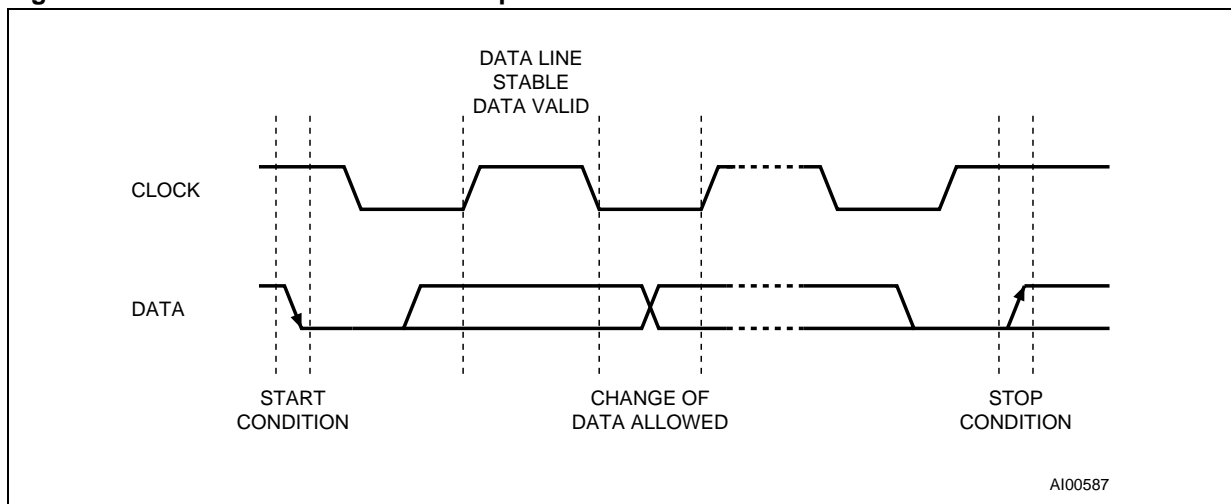 DATA LINE
STABLE
DATA VALID
CLOCK
DATA
START
CONDITION
CHANGE OF
DATA ALLOWED
STOP
CONDITION
AI00587